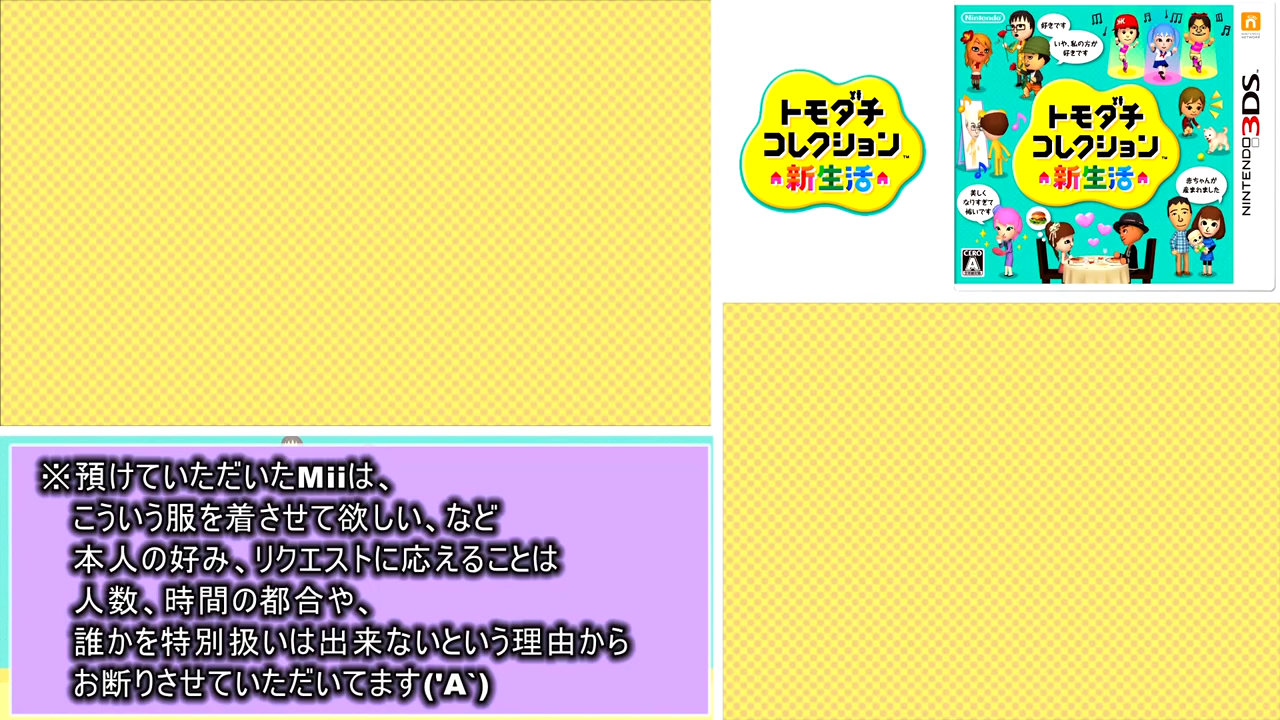 トモダチ
コレクション
新生活
™
Nintendo
好きです
いや、私の方が
好きです
トモダチ
コレクション
新生活
™
赤ちゃんが
産まれました
美しく
なりすぎて
怖いです
CERO
A
NINTENDO 3DS
※預けていただいたMiiは、
こういう服を着させて欲しい、など
本人の好み、リクエストに応えることは
人数、時間の都合や、
誰かを特別扱いは出来ないという理由から
お断りさせていただいてます('A`)